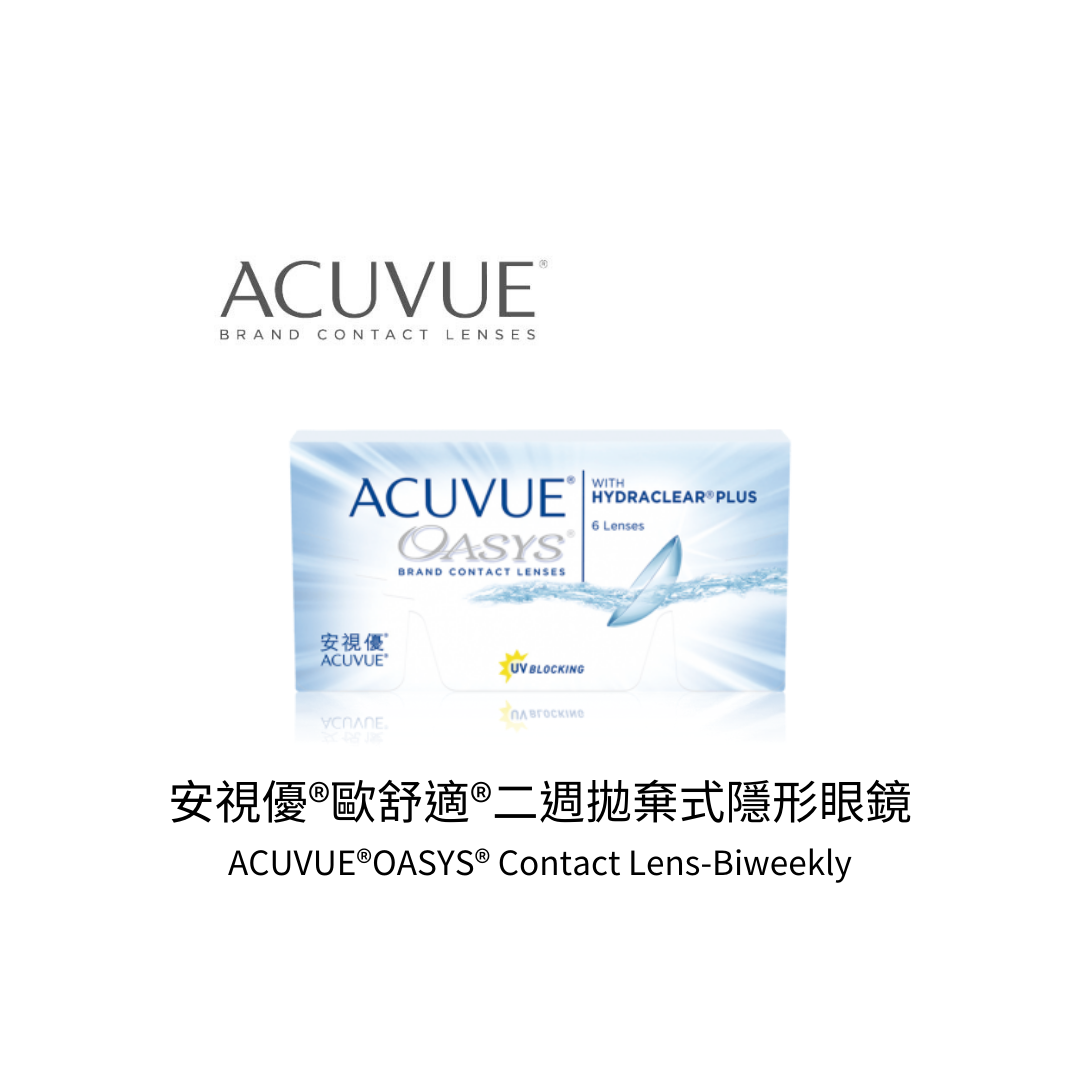 ACUVUE®
BRAND CONTACT LENSES
ACUVUE®
OASYS®
BRAND CONTACT LENSES
WITH
HYDRACLEAR®PLUS
6 Lenses
安視優®
ACUVUE®
UV BLOCKING
安視優®歐舒適®二週拋棄式隱形眼鏡
ACUVUE®OASYS® Contact Lens-Biweekly